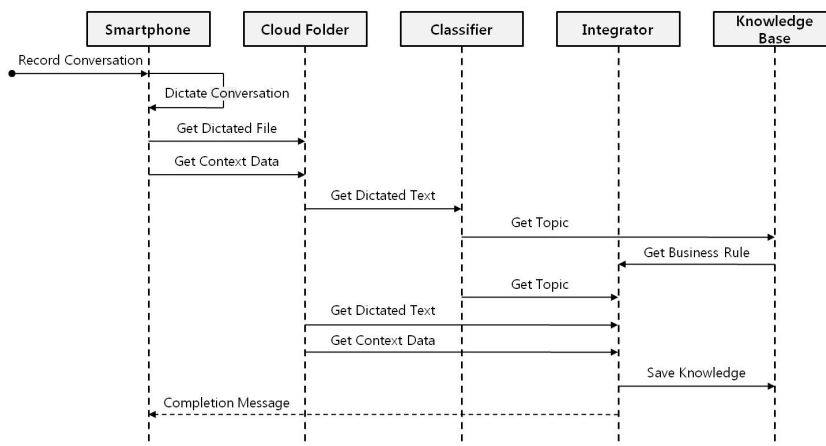 Smartphone
Cloud Folder
Classifier
Integrator
Knowledge
Base
Record Conversation
Dictate Conversation
Get Dictated File
Get Context Data
Get Dictated Text
Get Topic
Get Business Rule
Get Topic
Get Dictated Text
Get Context Data
Save Knowledge
Completion Message